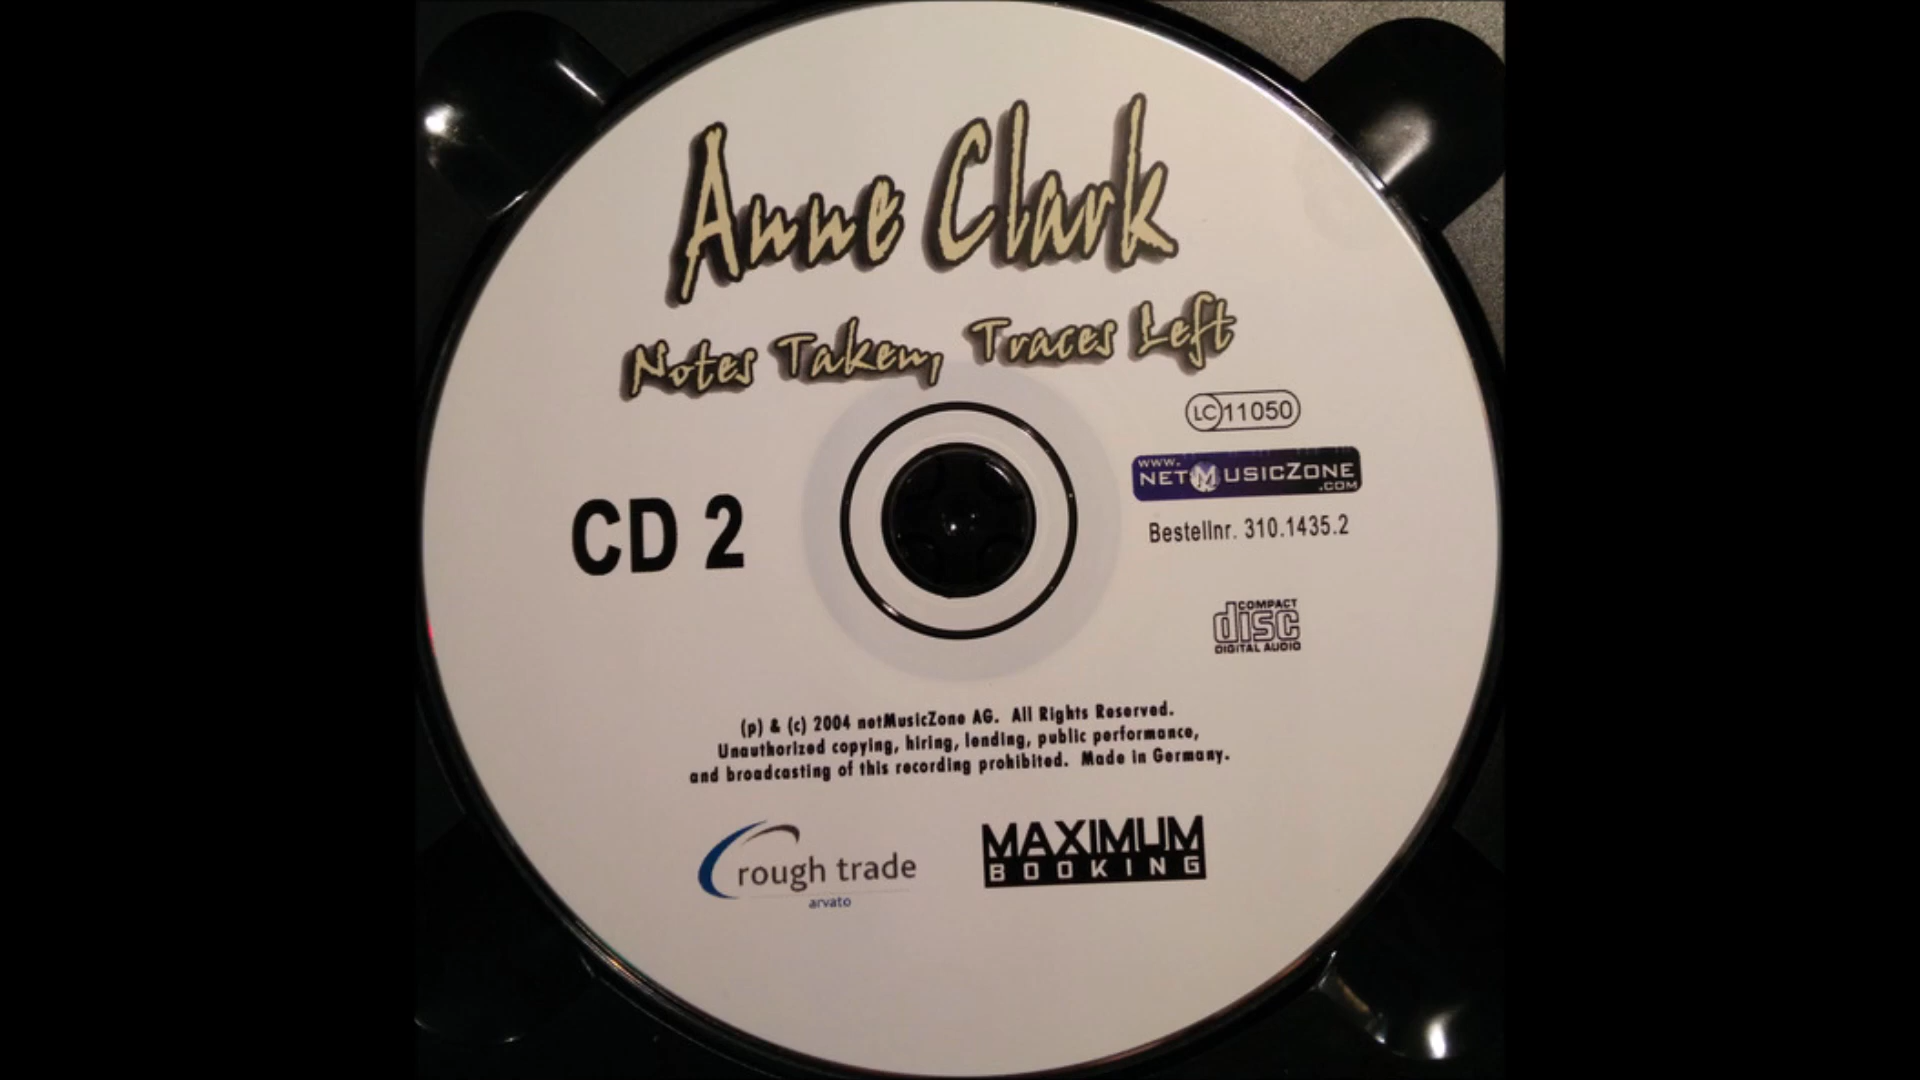 Anne Clark
Notes Taken, Traces Left
LC 11050
www.
NETMUSICZONE
.COM
CD 2
Bestellnr. 310.1435.2
COMPACT
disc
DIGITAL AUDIO
(p) & (c) 2004 netMusicZone AG. All Rights Reserved.
Unauthorized copying, hiring, lending, public performance,
and broadcasting of this recording prohibited. Made in Germany.
rough trade
arvato
MAXIMUM
BOOKING